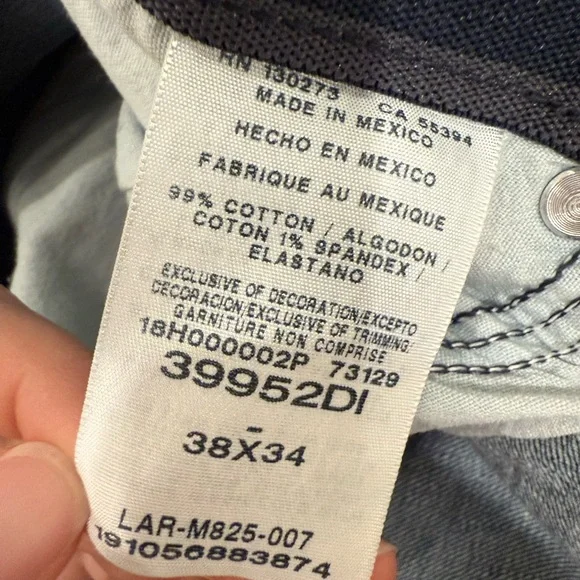 RN 130273 CA 55394
MADE IN MEXICO
HECHO EN MEXICO
FABRIQUE AU MEXIQUE
99% COTTON / ALGODON /
COTON 1% SPANDEX /
ELASTANO
EXCLUSIVE OF DECORATION/EXCEPTO
DECORACION/EXCLUSIVE OF TRIMMING.
GARNITURE NON COMPRISE
18H000002P 73129
39952DI
-
38X34
LAR-M825-007
191056883874